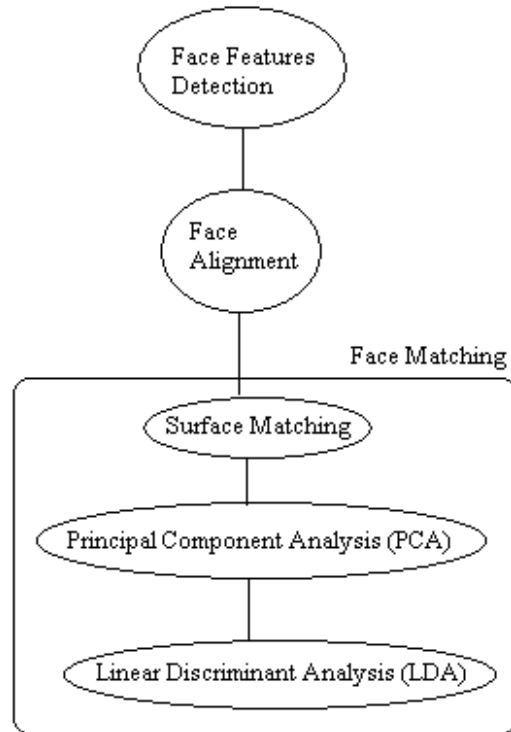 Face Features
Detection
Face
Alignment
Face Matching
Surface Matching
Principal Component Analysis (PCA)
Linear Discriminant Analysis (LDA)